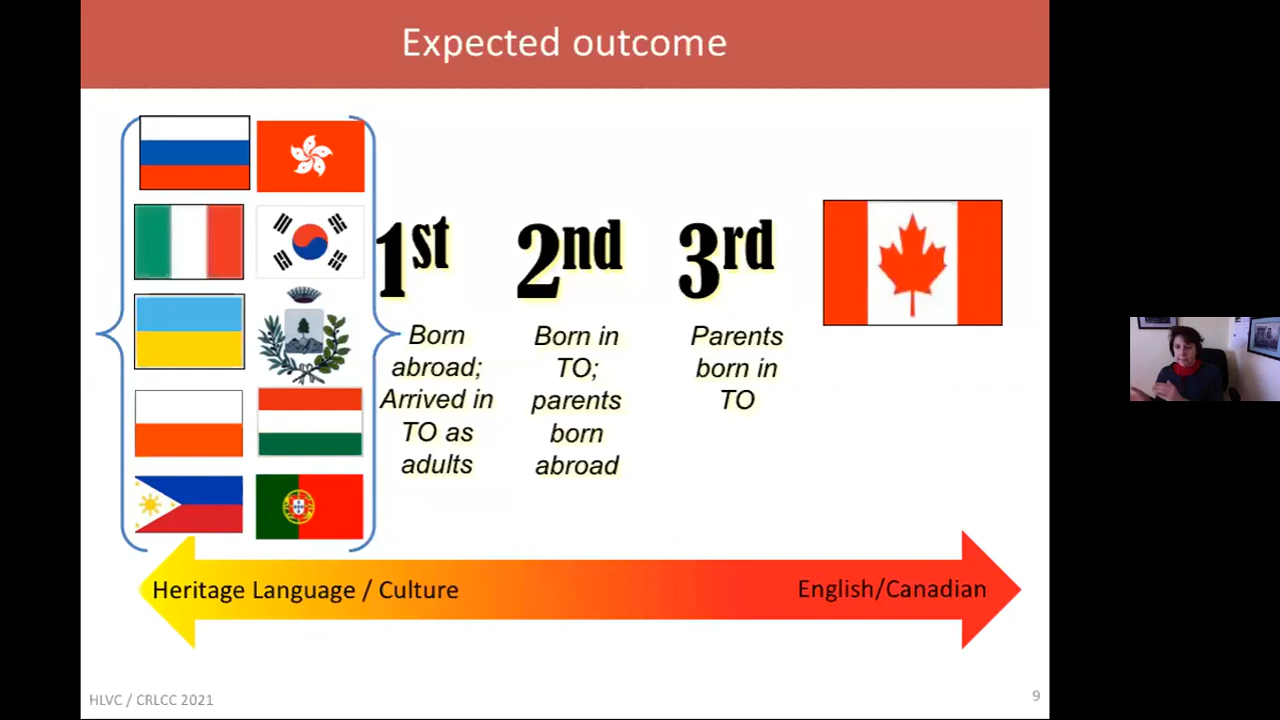 Expected outcome
1st
Born
abroad;
Arrived in
TO as
adults
2nd
Born in
TO;
parents
born
abroad
3rd
Parents
born in
TO
Heritage Language / Culture
English/Canadian
HLVC / CRLCC 2021
9